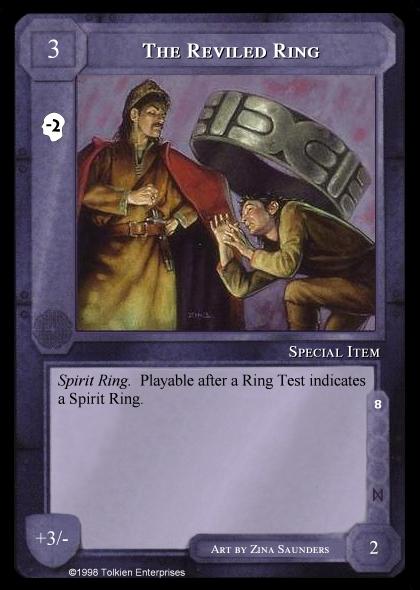 3
THE REVILED RING
-2
ZINA
SPECIAL ITEM
Spirit Ring. Playable after a Ring Test indicates
a Spirit Ring.
8
+3/-
ART BY ZINA SAUNDERS
2
©1998 Tolkien Enterprises